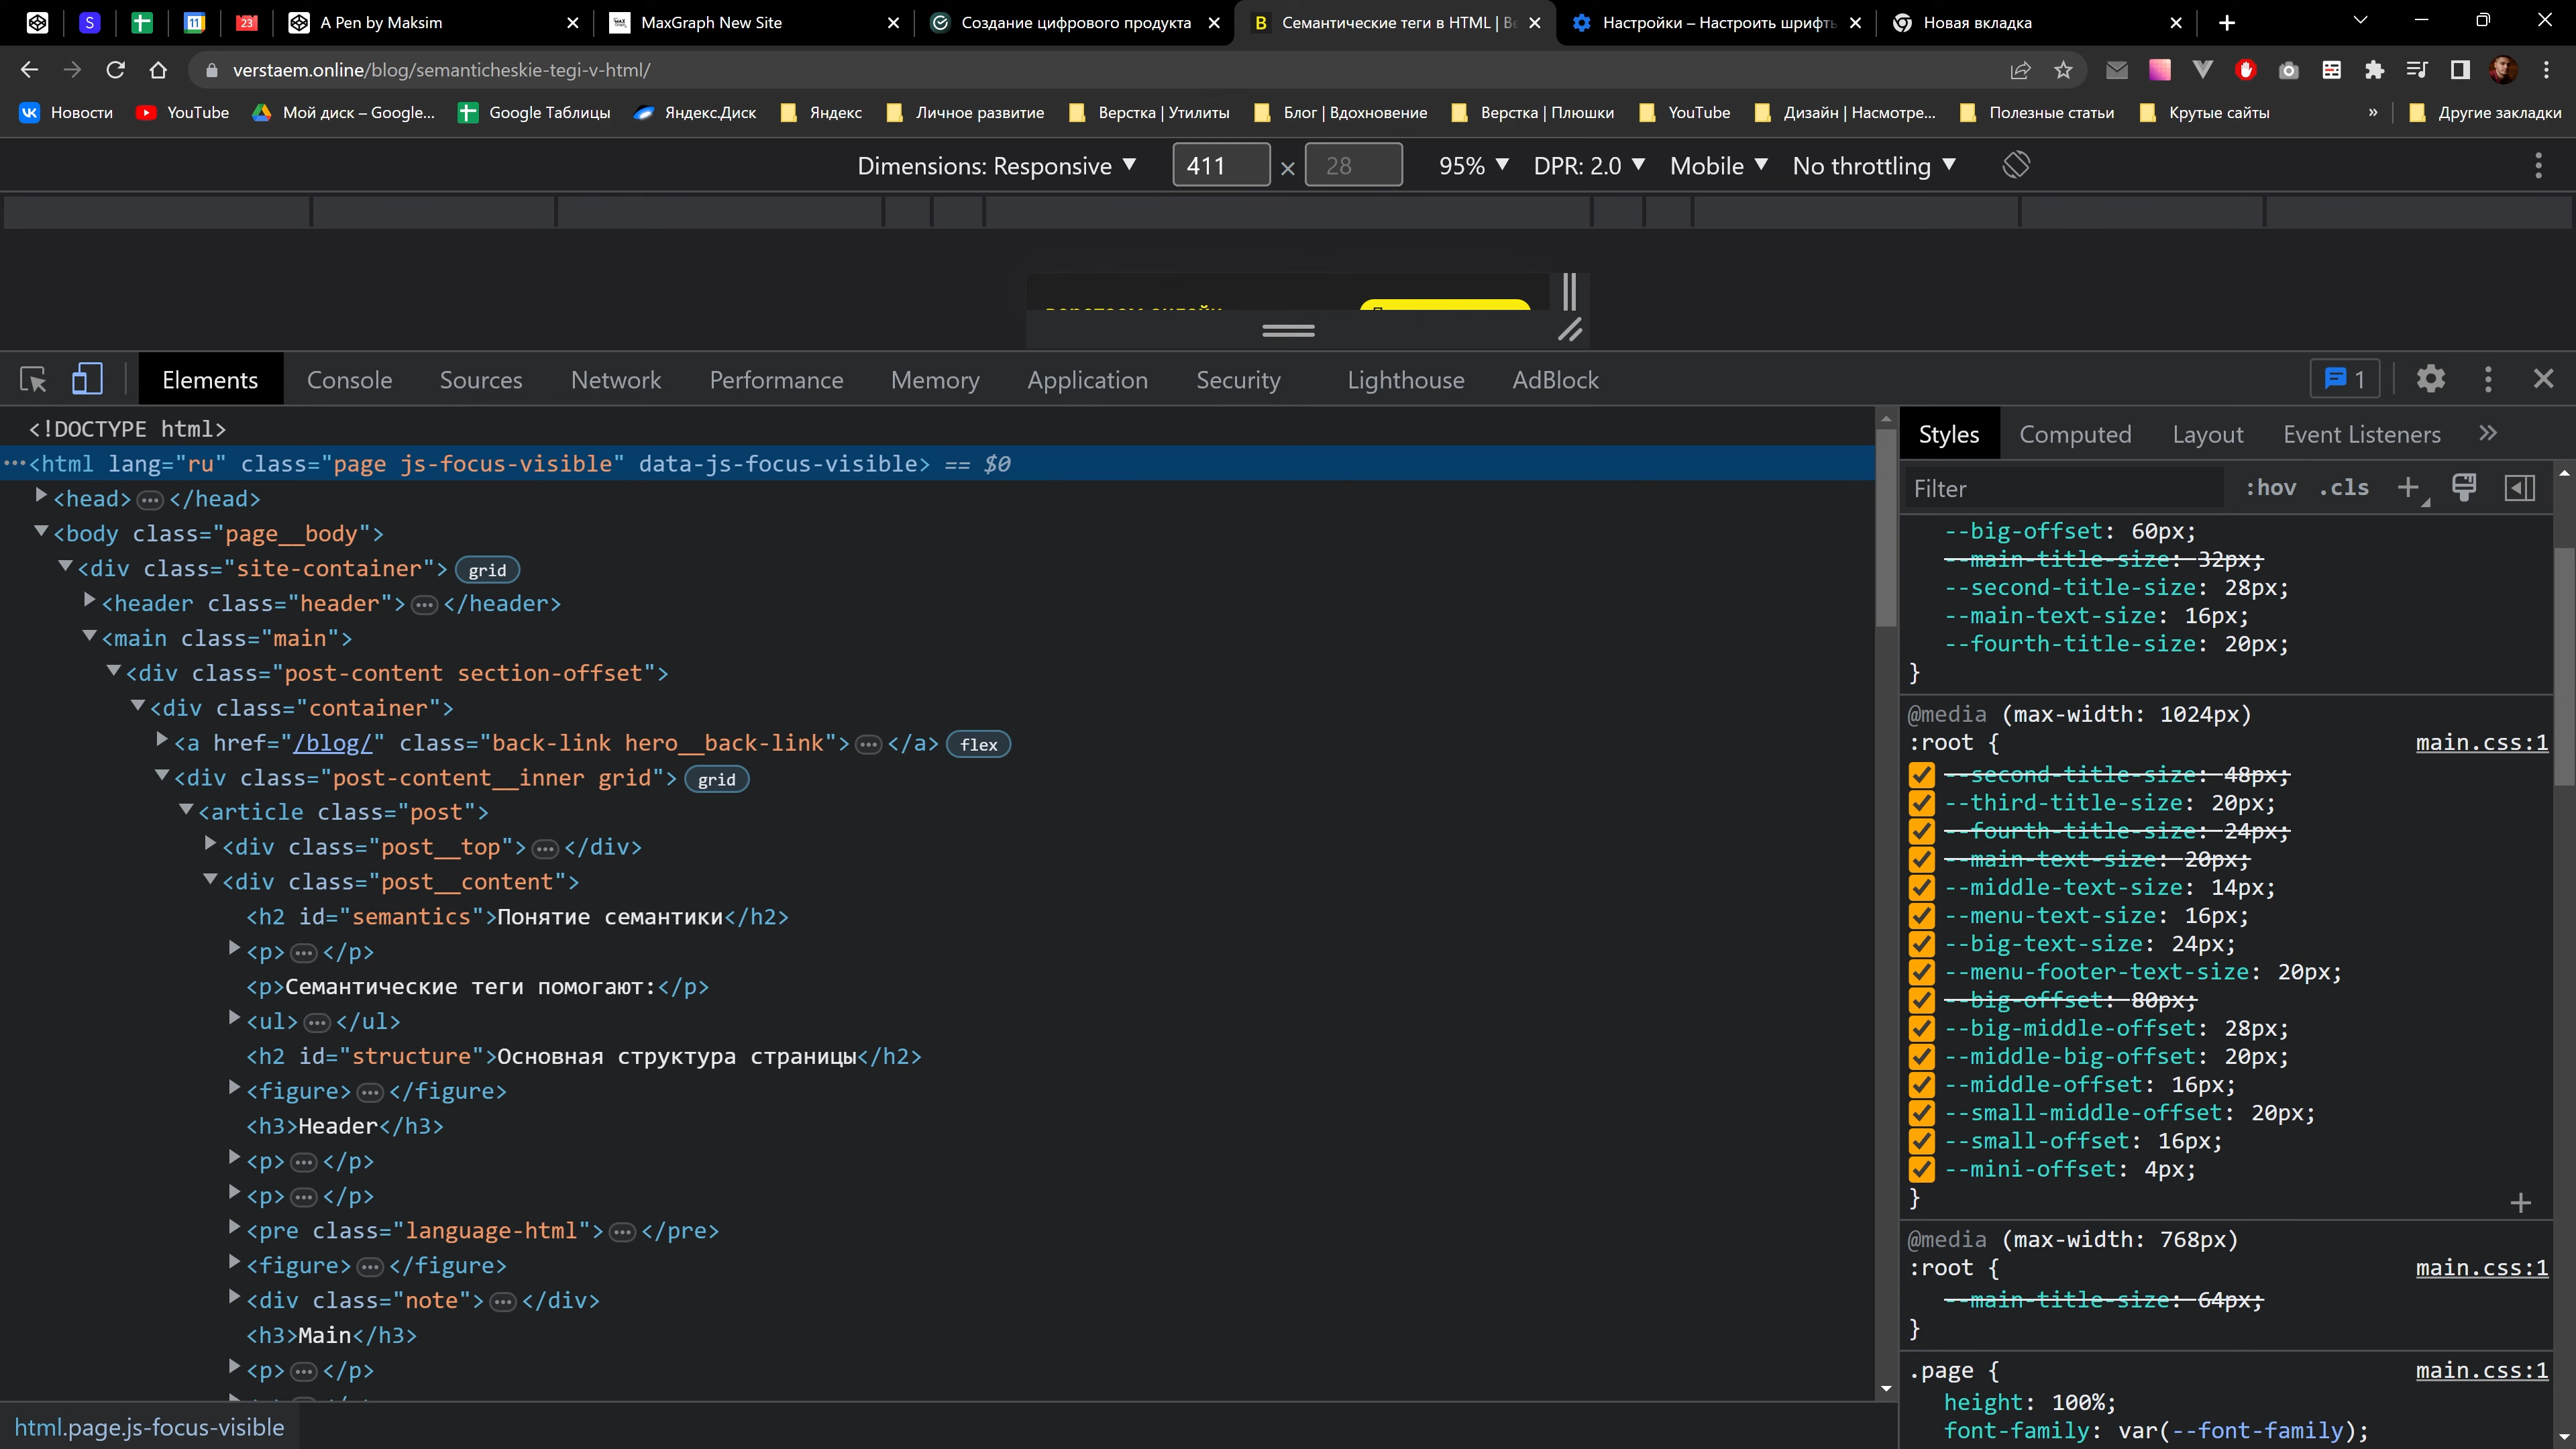 S
11
23
A Pen by Maksim
MAX
MaxGraph New Site
Создание цифрового продукта
B
Семантические теги в HTML | Ве
Настройки – Настроить шрифты
Новая вкладка
verstaem.online/blog/semanticheskie-tegi-v-html/
Новости
YouTube
Мой диск – Google...
Google Таблицы
Яндекс.Диск
Яндекс
Личное развитие
Верстка | Утилиты
Блог | Вдохновение
Верстка | Плюшки
YouTube
Дизайн | Насмотре...
Полезные статьи
Крутые сайты
»
Другие закладки
Dimensions: Responsive ▼
411 × 28
95% ▼
DPR: 2.0 ▼
Mobile ▼
No throttling ▼
Elements
Console
Sources
Network
Performance
Memory
Application
Security
Lighthouse
AdBlock
1
<!DOCTYPE html>
···<html lang="ru" class="page js-focus-visible" data-js-focus-visible> == $0
<head>…</head>
<body class="page__body">
<div class="site-container"> grid
<header class="header">…</header>
<main class="main">
<div class="post-content section-offset">
<div class="container">
<a href="/blog/" class="back-link hero__back-link">…</a> flex
<div class="post-content__inner grid"> grid
<article class="post">
<div class="post__top">…</div>
<div class="post__content">
<h2 id="semantics">Понятие семантики</h2>
<p>…</p>
<p>Семантические теги помогают:</p>
<ul>…</ul>
<h2 id="structure">Основная структура страницы</h2>
<figure>…</figure>
<h3>Header</h3>
<p>…</p>
<p>…</p>
<pre class="language-html">…</pre>
<figure>…</figure>
<div class="note">…</div>
<h3>Main</h3>
<p>…</p>
html.page.js-focus-visible
Styles
Computed
Layout
Event Listeners
»
Filter
:hov
.cls
--big-offset: 60px;
--main-title-size: 32px;
--second-title-size: 28px;
--main-text-size: 16px;
--fourth-title-size: 20px;
}
@media (max-width: 1024px)
:root { main.css:1
--second-title-size: 48px;
--third-title-size: 20px;
--fourth-title-size: 24px;
--main-text-size: 20px;
--middle-text-size: 14px;
--menu-text-size: 16px;
--big-text-size: 24px;
--menu-footer-text-size: 20px;
--big-offset: 80px;
--big-middle-offset: 28px;
--middle-big-offset: 20px;
--middle-offset: 16px;
--small-middle-offset: 20px;
--small-offset: 16px;
--mini-offset: 4px;
}
@media (max-width: 768px)
:root { main.css:1
--main-title-size: 64px;
}
.page { main.css:1
height: 100%;
font-family: var(--font-family);